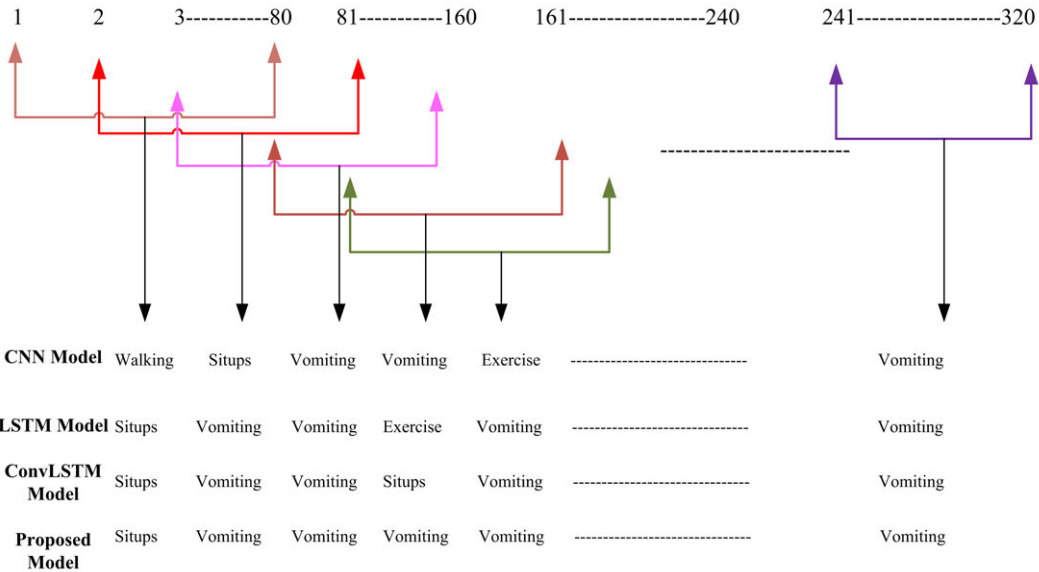 1 2 3-----------80 81-----------160 161------------------240 241-------------------320
-------------------------
CNN Model Walking Situps Vomiting Vomiting Exercise ------------------------------- Vomiting
LSTM Model Situps Vomiting Vomiting Exercise Vomiting ------------------------------- Vomiting
ConvLSTM
Model Situps Vomiting Vomiting Situps Vomiting ------------------------------- Vomiting
Proposed
Model Situps Vomiting Vomiting Vomiting Vomiting ------------------------------- Vomiting